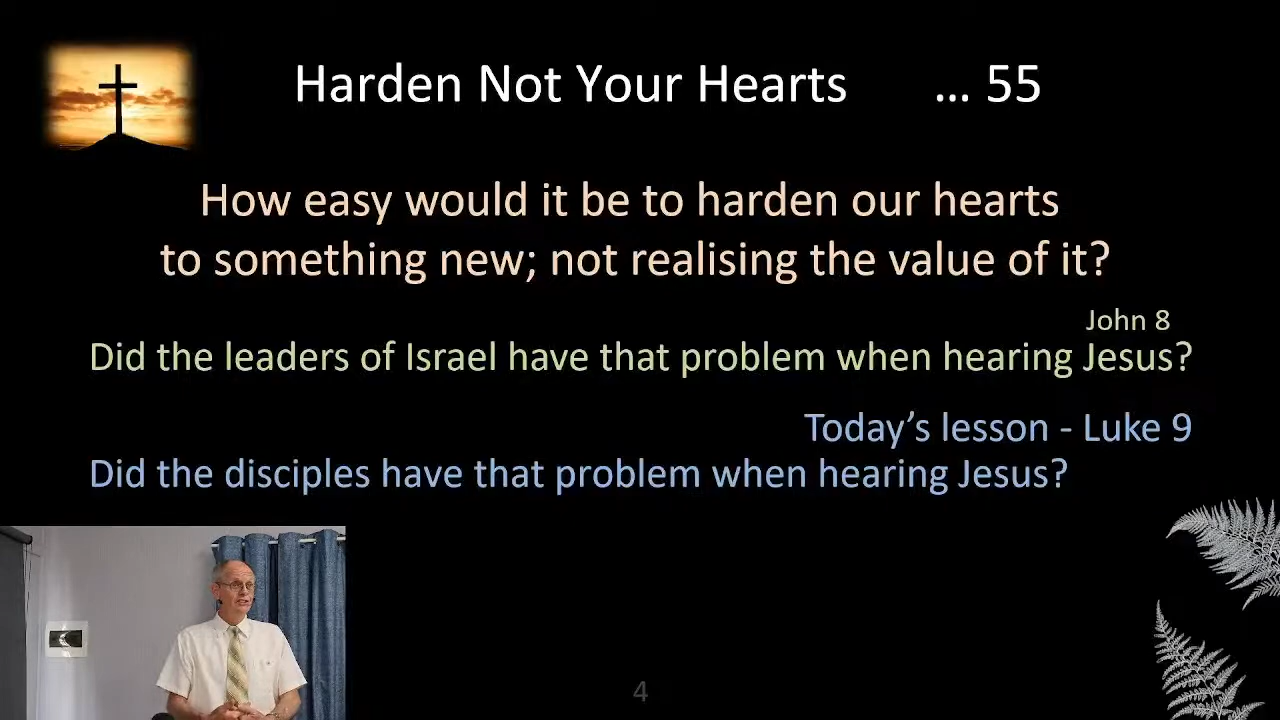 Harden Not Your Hearts … 55
How easy would it be to harden our hearts
to something new; not realising the value of it?
John 8
Did the leaders of Israel have that problem when hearing Jesus?
Today’s lesson - Luke 9
Did the disciples have that problem when hearing Jesus?
4